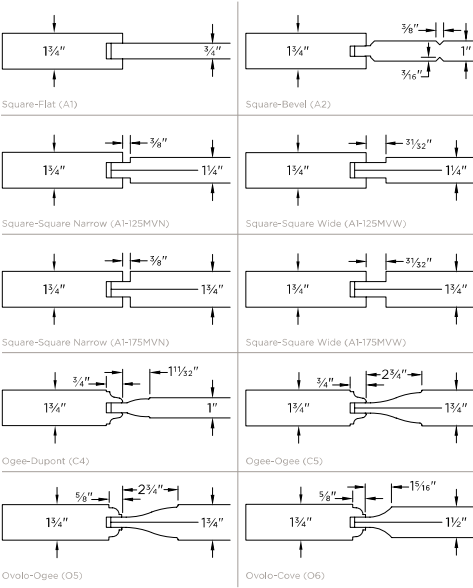 1¾" ¾"
Square-Flat (A1)
⅜"
1¾" 1"
3⁄16"
Square-Bevel (A2)
⅜"
1¾" 1¼"
Square-Square Narrow (A1-125MVN)
31⁄32"
1¾" 1¼"
Square-Square Wide (A1-125MVW)
⅜"
1¾" 1¾"
Square-Square Narrow (A1-175MVN)
31⁄32"
1¾" 1¾"
Square-Square Wide (A1-175MVW)
¾" 1 11⁄32"
1¾" 1"
Ogee-Dupont (C4)
¾" 2¾"
1¾" 1¾"
Ogee-Ogee (C5)
⅝" 2¾"
1¾" 1¾"
Ovolo-Ogee (O5)
⅝" 1 5⁄16"
1¾" 1½"
Ovolo-Cove (O6)